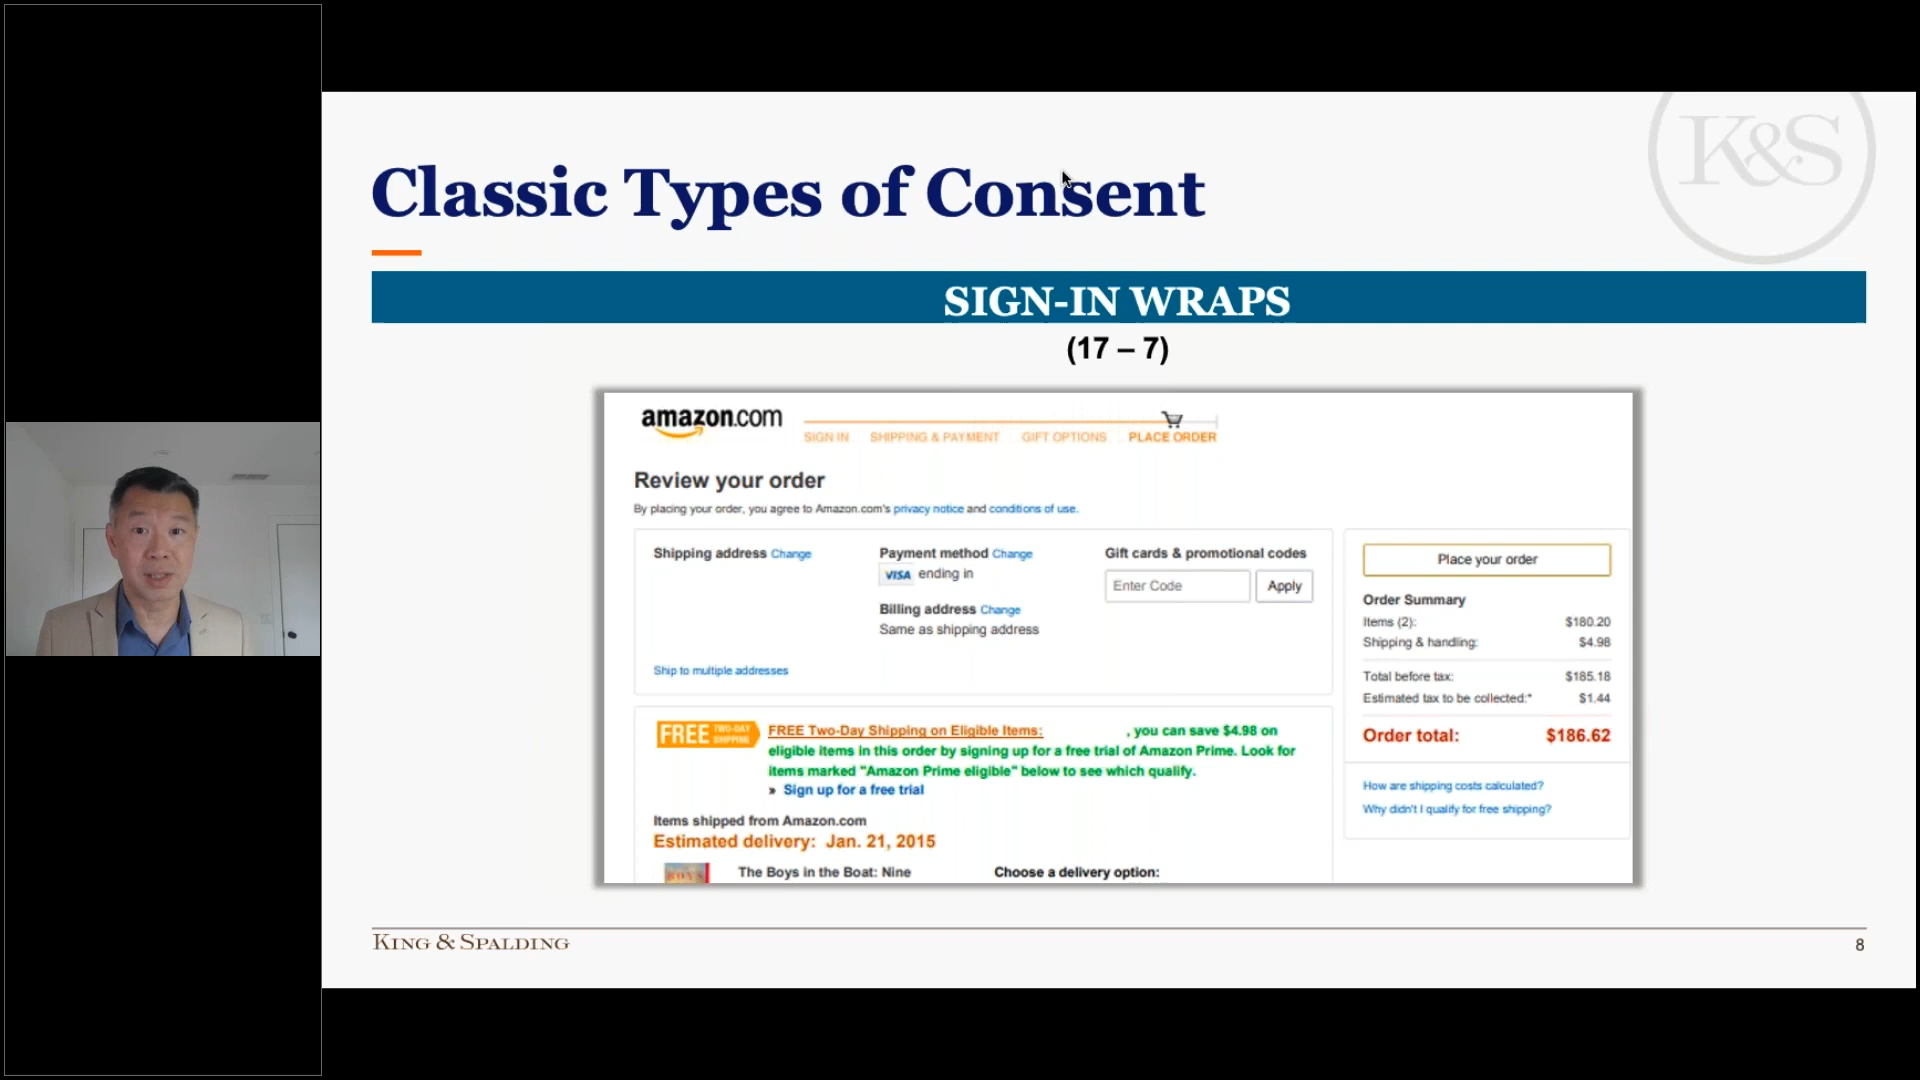 K&S
Classic Types of Consent
SIGN-IN WRAPS
(17 – 7)
amazon.com
SIGN IN SHIPPING & PAYMENT GIFT OPTIONS PLACE ORDER
Review your order
By placing your order, you agree to Amazon.com's privacy notice and conditions of use.
Shipping address Change
Ship to multiple addresses
Payment method Change
VISA ending in
Billing address Change
Same as shipping address
Gift cards & promotional codes
Enter Code Apply
Place your order
Order Summary
Items (2): $180.20
Shipping & handling: $4.98
Total before tax: $185.18
Estimated tax to be collected:* $1.44
Order total: $186.62
How are shipping costs calculated?
Why didn't I qualify for free shipping?
FREE TWO-DAY SHIPPING
FREE Two-Day Shipping on Eligible Items: , you can save $4.98 on
eligible items in this order by signing up for a free trial of Amazon Prime. Look for
items marked "Amazon Prime eligible" below to see which qualify.
» Sign up for a free trial
Items shipped from Amazon.com
Estimated delivery: Jan. 21, 2015
The Boys in the Boat: Nine
Choose a delivery option:
KING & SPALDING
8